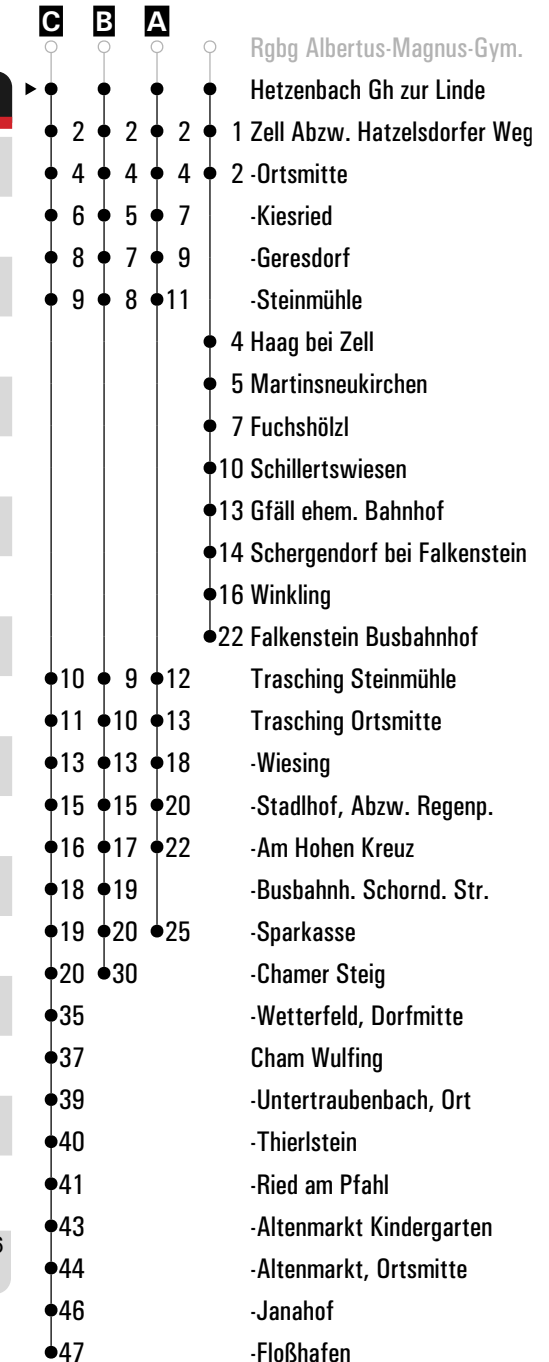 C B A
Rgbg Albertus-Magnus-Gym.
Hetzenbach Gh zur Linde
2 2 2 1 Zell Abzw. Hatzelsdorfer Weg
4 4 4 2 -Ortsmitte
6 5 7 -Kiesried
8 7 9 -Geresdorf
9 8 11 -Steinmühle
4 Haag bei Zell
5 Martinsneukirchen
7 Fuchshölzl
10 Schillertswiesen
13 Gfäll ehem. Bahnhof
14 Schergendorf bei Falkenstein
16 Winkling
22 Falkenstein Busbahnhof
10 9 12 Trasching Steinmühle
11 10 13 Trasching Ortsmitte
13 13 18 -Wiesing
15 15 20 -Stadlhof, Abzw. Regenp.
16 17 22 -Am Hohen Kreuz
18 19 -Busbahnh. Schornd. Str.
19 20 25 -Sparkasse
20 30 -Chamer Steig
35 -Wetterfeld, Dorfmitte
37 Cham Wulfing
39 -Untertraubenbach, Ort
40 -Thierlstein
41 -Ried am Pfahl
43 -Altenmarkt Kindergarten
44 -Altenmarkt, Ortsmitte
46 -Janahof
47 -Floßhafen